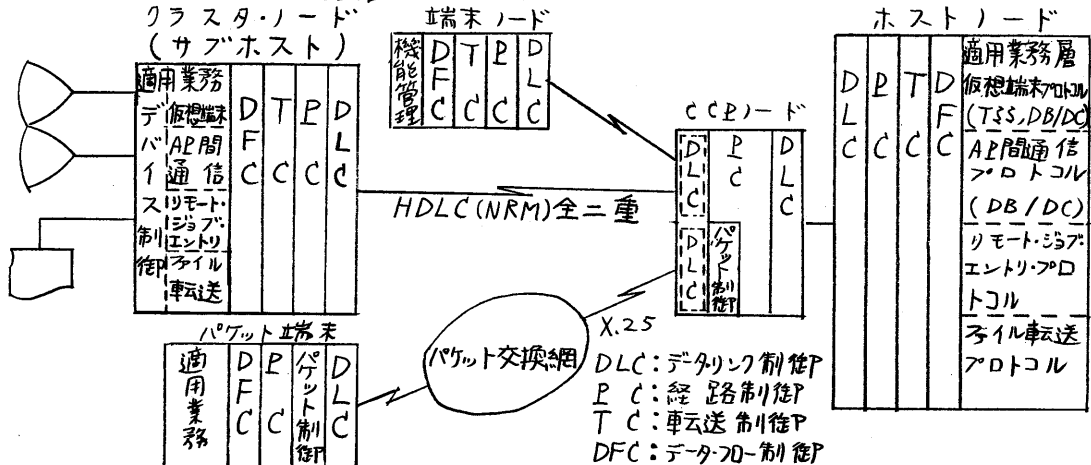 クラスタ・ノード
(サブホスト)
適用業務
デバイス制御
仮想端末
AP間
通信
リモート・
ジョブ・
エントリ
ファイル
転送
DFC
TC
PC
DLC
端末ノード
機能管理
DFC
TC
PC
DLC
CCPノード
DLC
PC
DLC
DLC
パケット制御
ホストノード
DLC
PC
TC
DFC
適用業務層
仮想端末プロトコル
(TSS,DB/DC)
AP間通信
プロトコル
(DB/DC)
リモート・ジョブ・
エントリ・プロ
トコル
ファイル転送
プロトコル
HDLC(NRM)全二重
パケット端末
適用業務
DFC
PC
パケット制御
DLC
パケット交換網
X.25
DLC:データリンク制御
PC:経路制御
TC:転送制御
DFC:データ・フロー制御